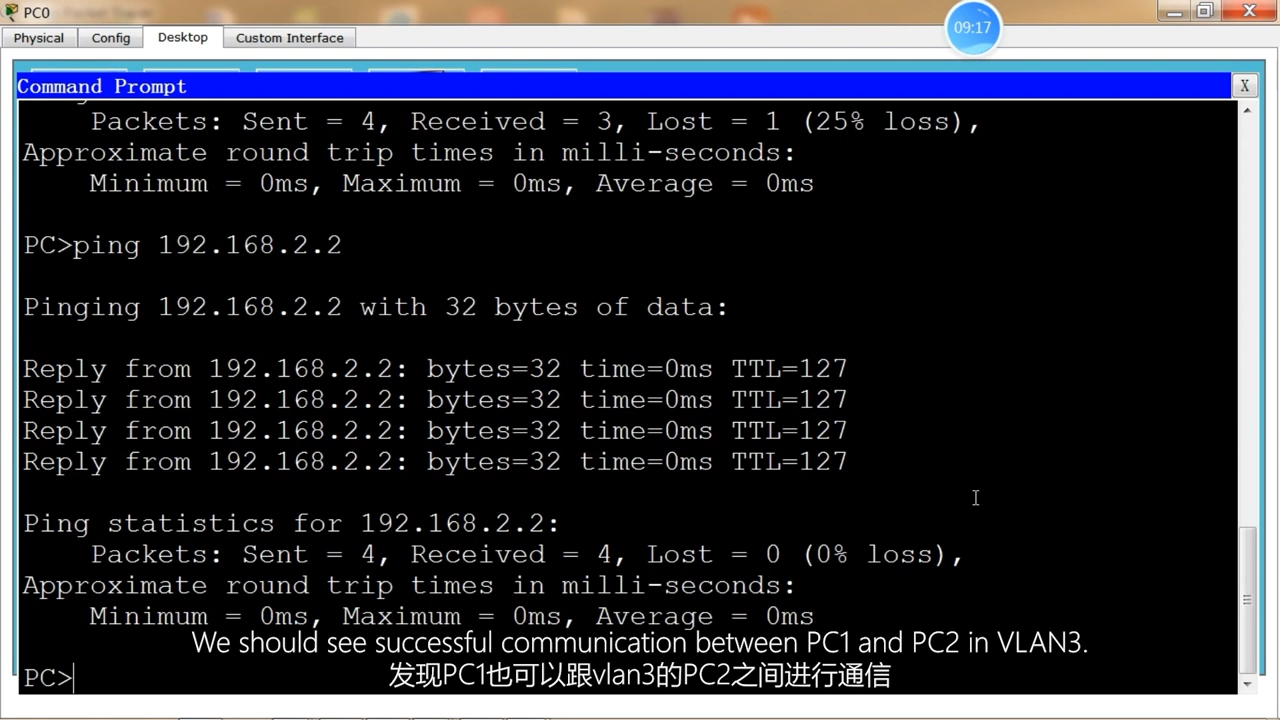 PC0
Physical
Config
Desktop
Custom Interface
09:17
Command Prompt
X
Packets: Sent = 4, Received = 3, Lost = 1 (25% loss),
Approximate round trip times in milli-seconds:
Minimum = 0ms, Maximum = 0ms, Average = 0ms
PC>ping 192.168.2.2
Pinging 192.168.2.2 with 32 bytes of data:
Reply from 192.168.2.2: bytes=32 time=0ms TTL=127
Reply from 192.168.2.2: bytes=32 time=0ms TTL=127
Reply from 192.168.2.2: bytes=32 time=0ms TTL=127
Reply from 192.168.2.2: bytes=32 time=0ms TTL=127
Ping statistics for 192.168.2.2:
Packets: Sent = 4, Received = 4, Lost = 0 (0% loss),
Approximate round trip times in milli-seconds:
Minimum = 0ms, Maximum = 0ms, Average = 0ms
We should see successful communication between PC1 and PC2 in VLAN3.
发现PC1也可以跟vlan3的PC2之间进行通信
PC>